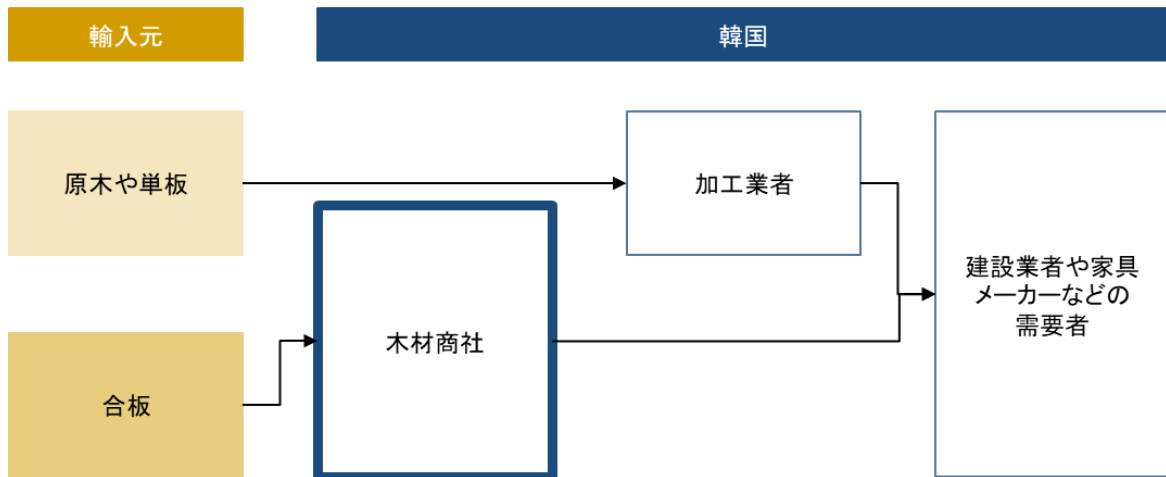 輸入元
韓国
原木や単板
加工業者
建設業者や家具
メーカーなどの
需要者
木材商社
合板